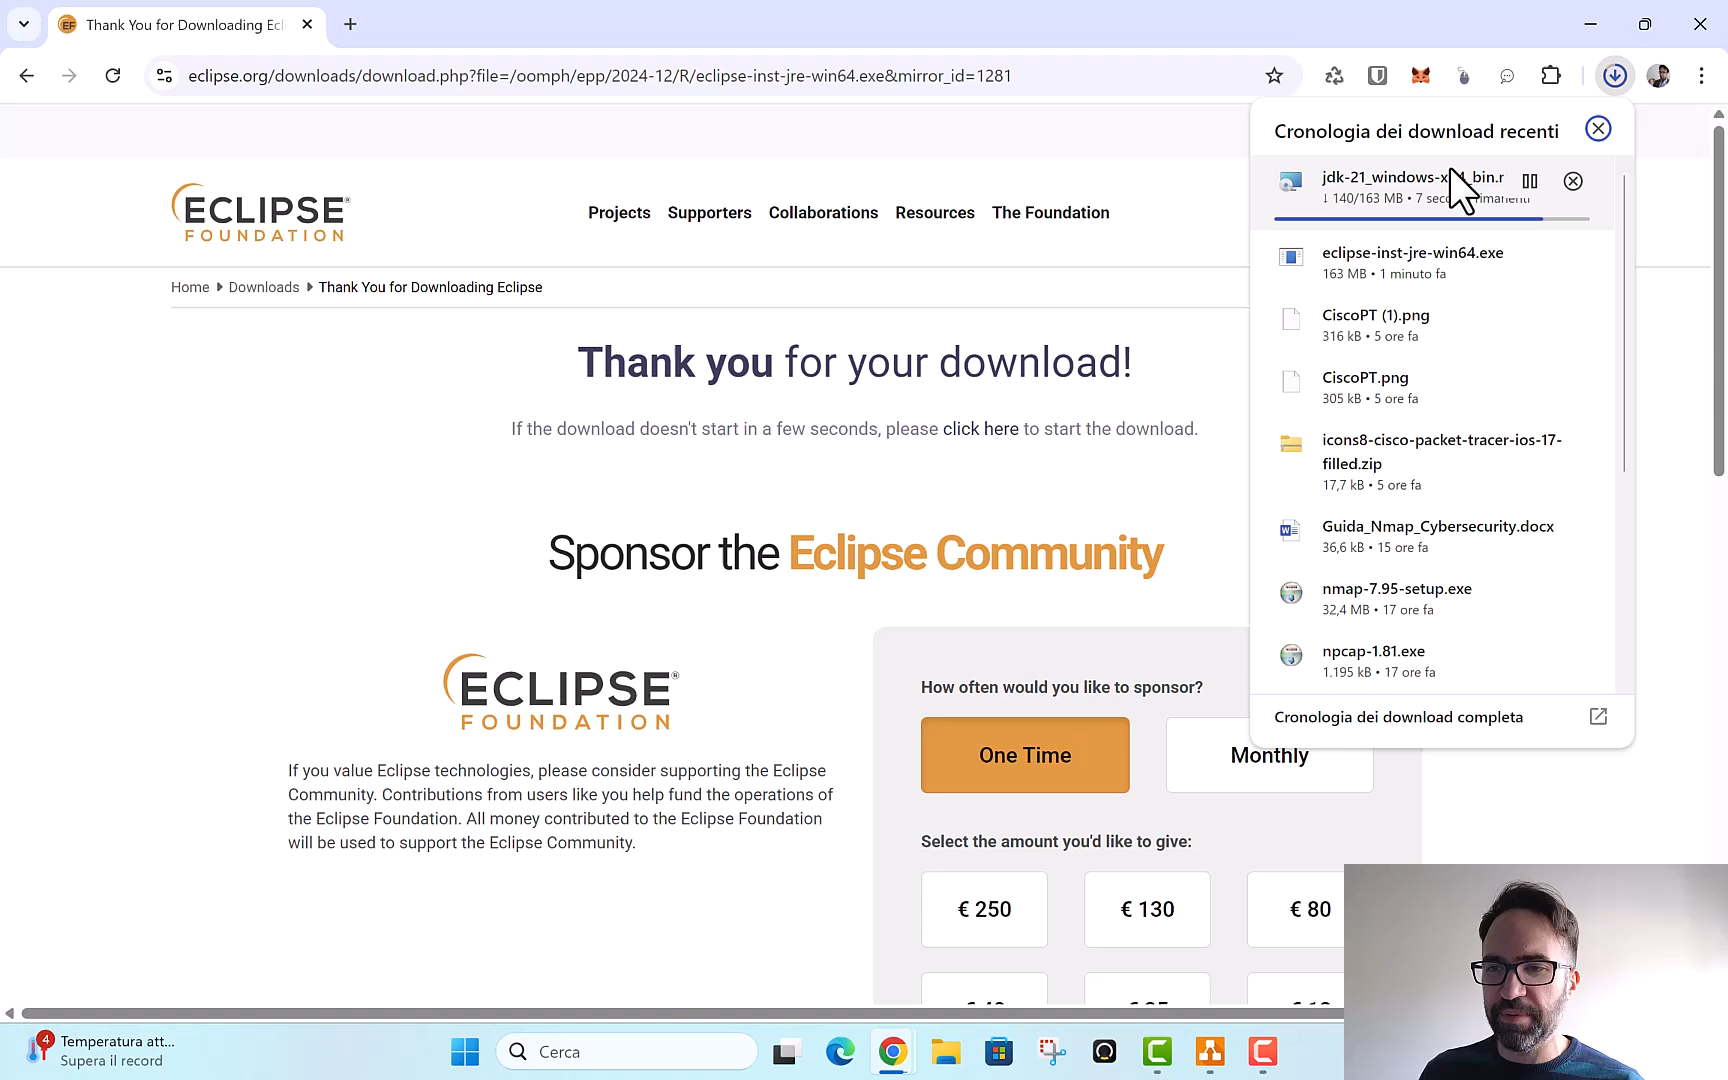 Thank You for Downloading Ecl
eclipse.org/downloads/download.php?file=/oomph/epp/2024-12/R/eclipse-inst-jre-win64.exe&mirror_id=1281
Cronologia dei download recenti
jdk-21_windows-x64_bin.r
↓ 140/163 MB • 7 secondi rimanenti
eclipse-inst-jre-win64.exe
163 MB • 1 minuto fa
CiscoPT (1).png
316 kB • 5 ore fa
CiscoPT.png
305 kB • 5 ore fa
icons8-cisco-packet-tracer-ios-17-
filled.zip
17,7 kB • 5 ore fa
Guida_Nmap_Cybersecurity.docx
36,6 kB • 15 ore fa
nmap-7.95-setup.exe
32,4 MB • 17 ore fa
npcap-1.81.exe
1.195 kB • 17 ore fa
Cronologia dei download completa
ECLIPSE®
FOUNDATION
Projects Supporters Collaborations Resources The Foundation
Home Downloads Thank You for Downloading Eclipse
Thank you for your download!
If the download doesn't start in a few seconds, please click here to start the download.
Sponsor the Eclipse Community
ECLIPSE®
FOUNDATION
If you value Eclipse technologies, please consider supporting the Eclipse
Community. Contributions from users like you help fund the operations of
the Eclipse Foundation. All money contributed to the Eclipse Foundation
will be used to support the Eclipse Community.
How often would you like to sponsor?
One Time Monthly
Select the amount you'd like to give:
€ 250 € 130 € 80
4 Temperatura att...
Supera il record
Cerca